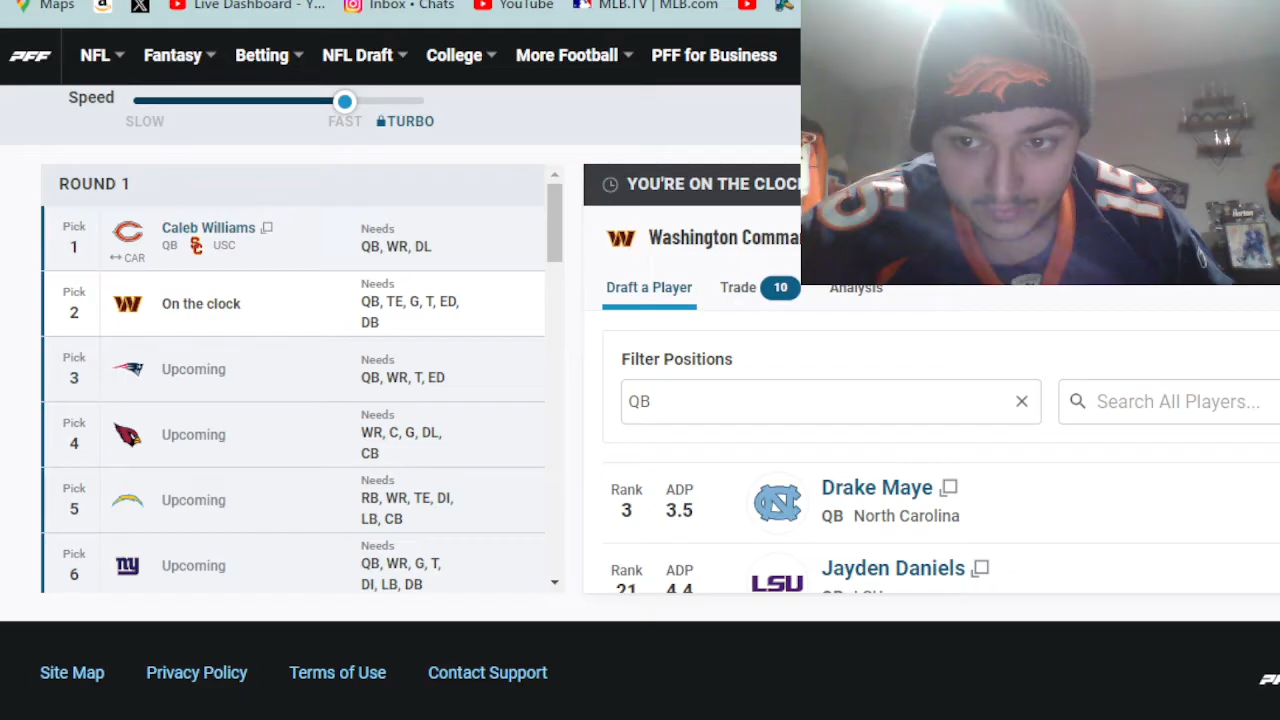 Maps
Live Dashboard - Y...
Inbox • Chats
YouTube
MLB.TV | MLB.com
PFF
NFL
Fantasy
Betting
NFL Draft
College
More Football
PFF for Business
Speed
SLOW
FAST
TURBO
ROUND 1
Pick
1
CAR
Caleb Williams
QB USC
Needs
QB, WR, DL
Pick
2
On the clock
Needs
QB, TE, G, T, ED,
DB
Pick
3
Upcoming
Needs
QB, WR, T, ED
Pick
4
Upcoming
Needs
WR, C, G, DL,
CB
Pick
5
Upcoming
Needs
RB, WR, TE, DI,
LB, CB
Pick
6
Upcoming
Needs
QB, WR, G, T,
DI, LB, DB
YOU'RE ON THE CLOC
Washington Comma
Draft a Player
Trade 10
Analysis
Filter Positions
QB
Search All Players...
Rank
3
ADP
3.5
Drake Maye
QB North Carolina
Rank
21
ADP
4.4
LSU
Jayden Daniels
Site Map
Privacy Policy
Terms of Use
Contact Support
15